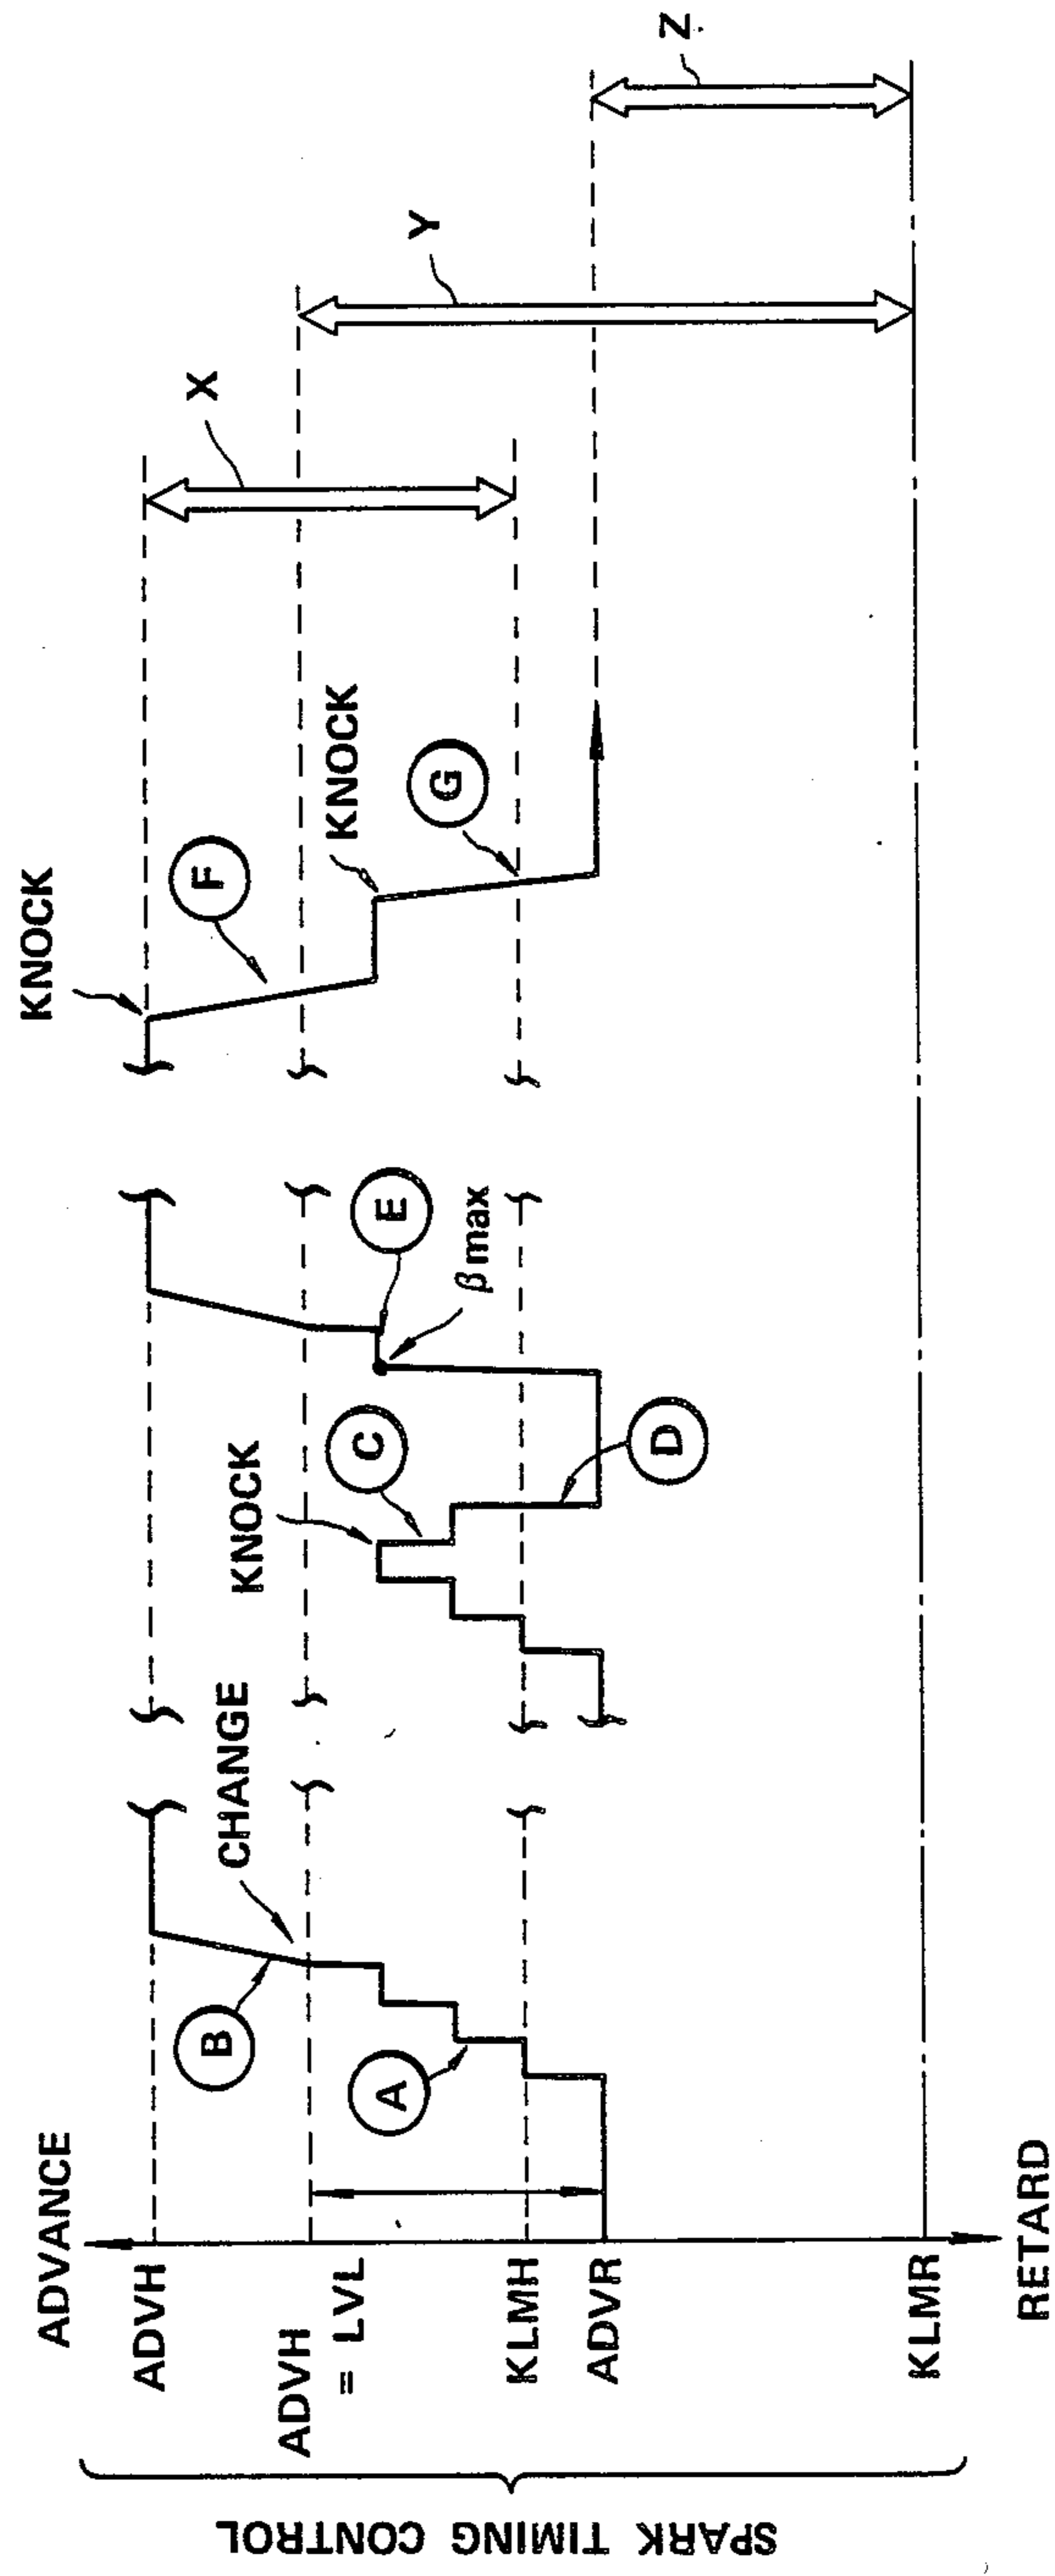 SPARK TIMING CONTROL
ADVANCE
ADVH
ADVH
= LVL
KLMH
ADVR
KLMR
RETARD
A
B
CHANGE
KNOCK
C
D
E
βmax
KNOCK
F
KNOCK
G
X
Y
Z